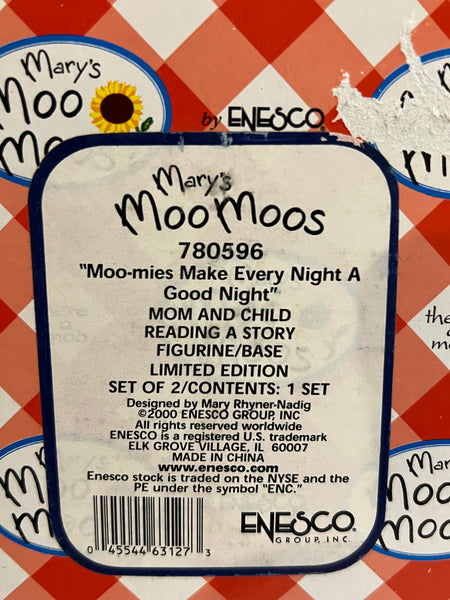 Mary's
Moo
Moo
by ENESCO
Mary's
Moo Moos
780596
"Moo-mies Make Every Night A
Good Night"
MOM AND CHILD
READING A STORY
FIGURINE/BASE
LIMITED EDITION
SET OF 2/CONTENTS: 1 SET
Designed by Mary Rhyner-Nadig
©2000 ENESCO GROUP, INC
All rights reserved worldwide
ENESCO is a registered U.S. trademark
ELK GROVE VILLAGE, IL 60007
MADE IN CHINA
www.enesco.com
Enesco stock is traded on the NYSE and the
PE under the symbol "ENC."
ENESCO®
GROUP, INC.
0 45544 63127 3
the
Mary
Moo
Moo